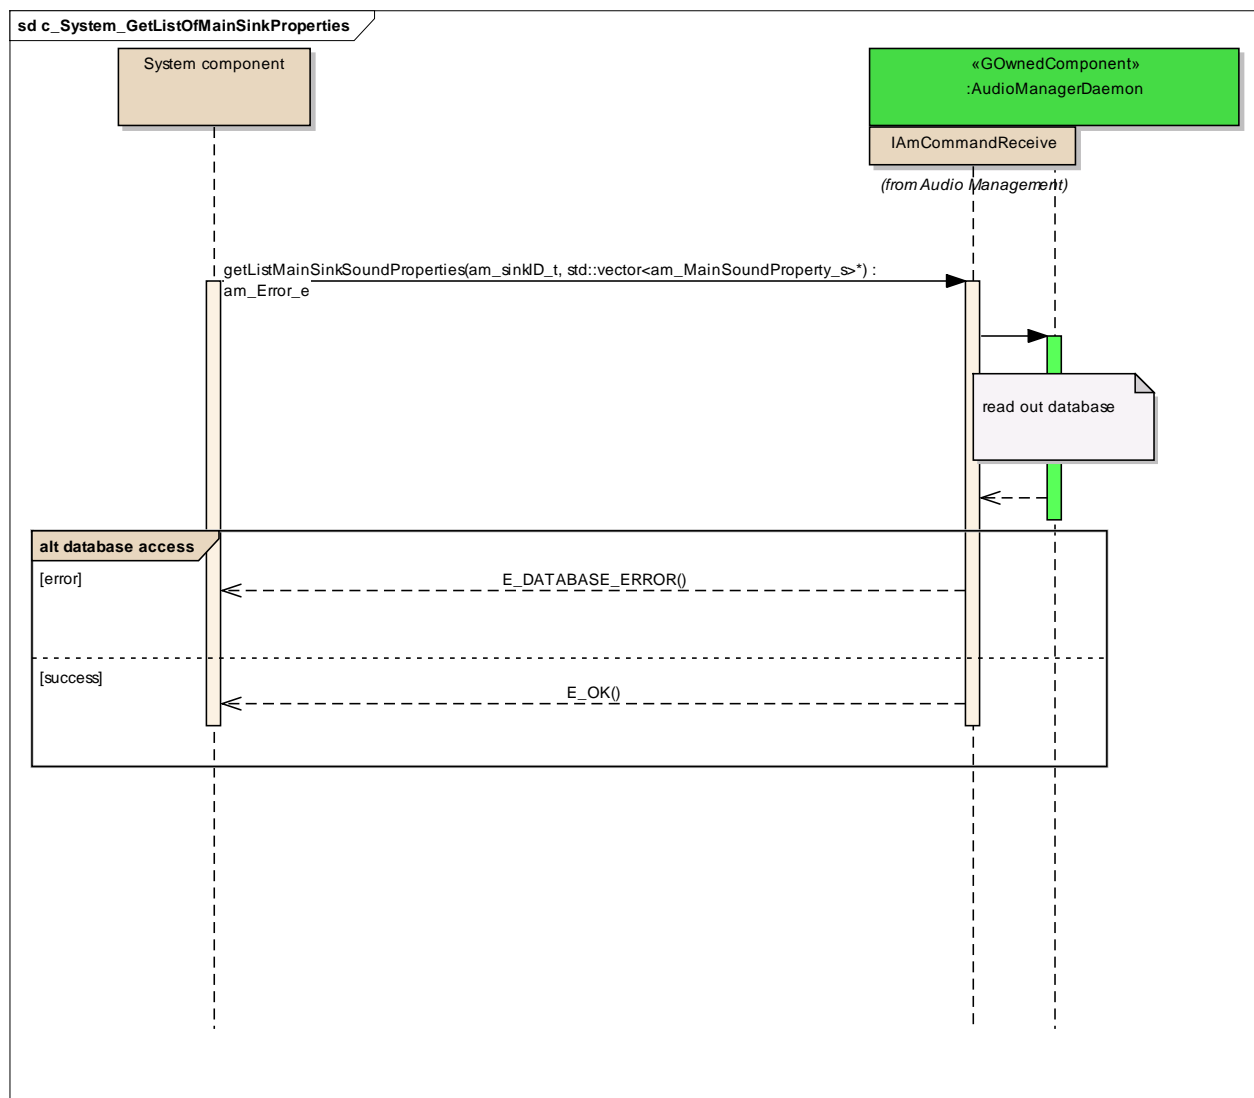 sd c_System_GetListOfMainSinkProperties
System component
«GOwnedComponent»
:AudioManagerDaemon
IAmCommandReceive
(from Audio Management)
getListMainSinkSoundProperties(am_sinkID_t, std::vector<am_MainSoundProperty_s>*) :
am_Error_e
read out database
alt database access
[error]
E_DATABASE_ERROR()
[success]
E_OK()